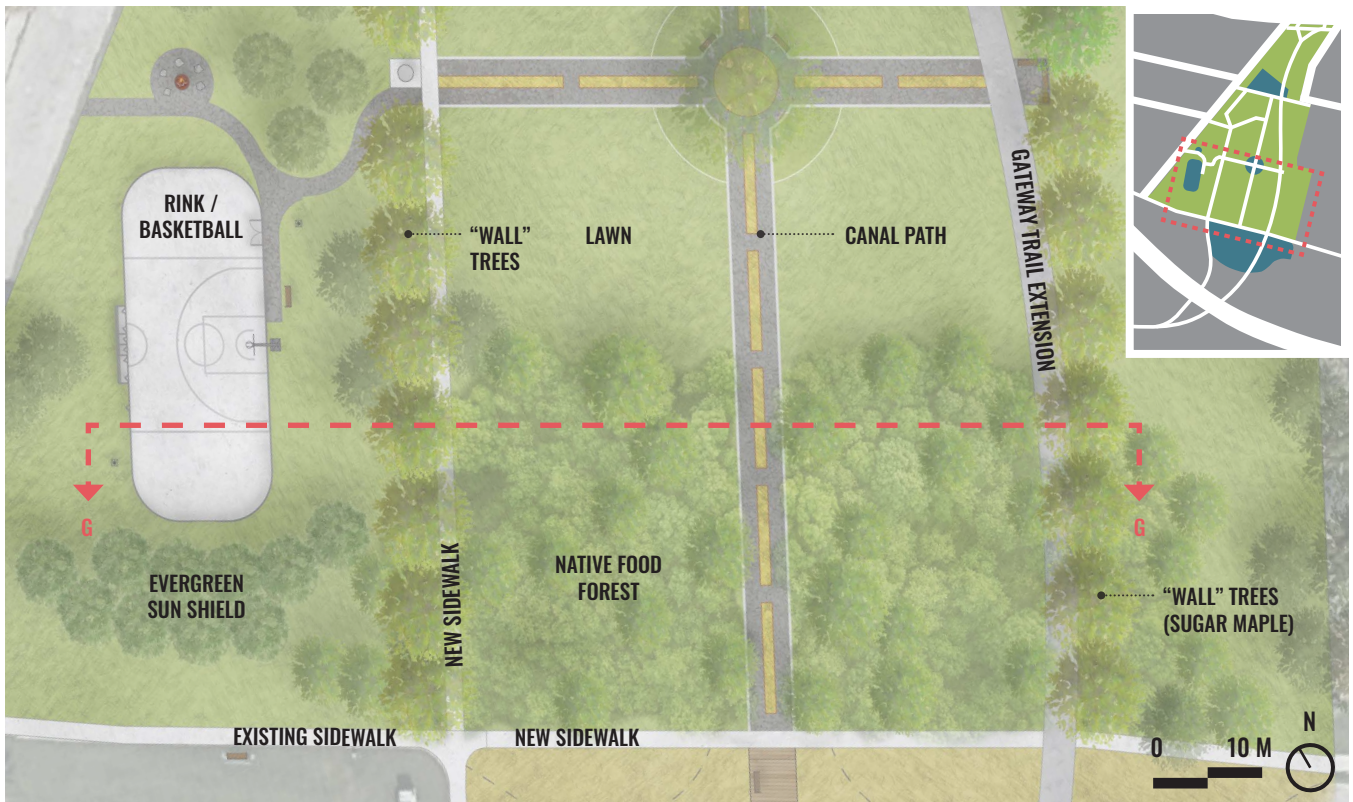 RINK /
BASKETBALL
"WALL"
TREES
LAWN
CANAL PATH
GATEWAY TRAIL EXTENSION
G
G
EVERGREEN
SUN SHIELD
NEW SIDEWALK
NATIVE FOOD
FOREST
"WALL" TREES
(SUGAR MAPLE)
EXISTING SIDEWALK
NEW SIDEWALK
0 10 M
N